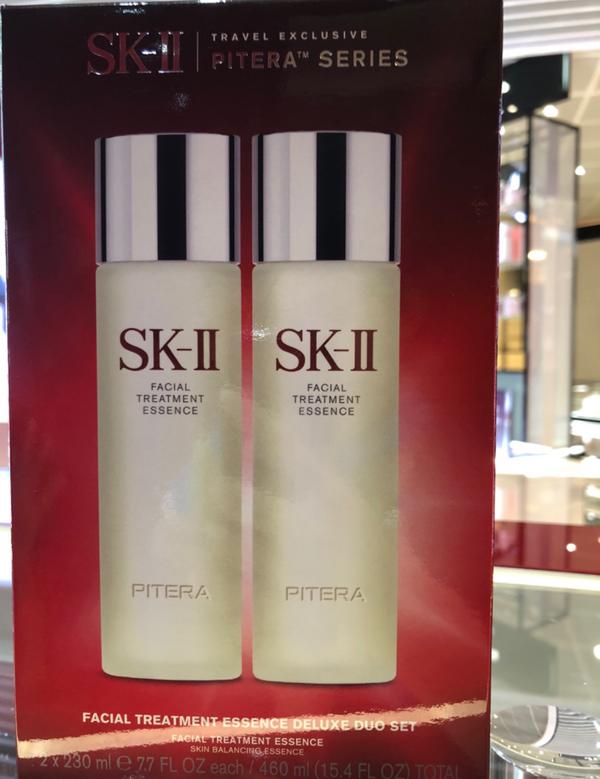 SK-II
TRAVEL EXCLUSIVE
PITERA™ SERIES
SK-II
FACIAL
TREATMENT
ESSENCE
PITERA
SK-II
FACIAL
TREATMENT
ESSENCE
PITERA
FACIAL TREATMENT ESSENCE DELUXE DUO SET
FACIAL TREATMENT ESSENCE
SKIN BALANCING ESSENCE
2 x 230 ml ℮ 7.7 FL OZ each / 460 ml (15.4 FL OZ) TOTAL